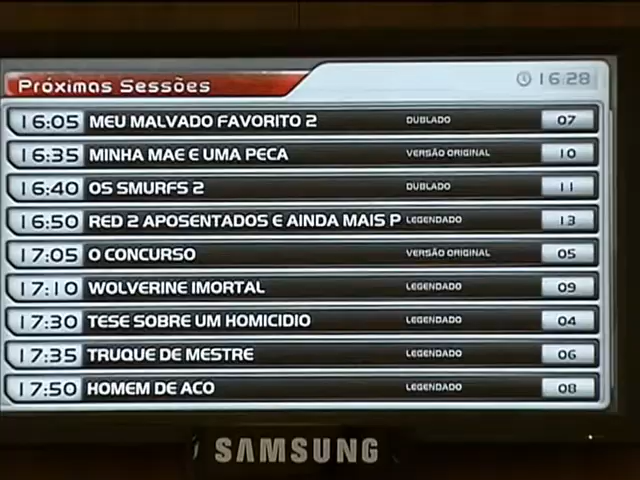 Próximas Sessões 16:28
16:05 MEU MALVADO FAVORITO 2 DUBLADO 07
16:35 MINHA MAE E UMA PECA VERSÃO ORIGINAL 10
16:40 OS SMURFS 2 DUBLADO 11
16:50 RED 2 APOSENTADOS E AINDA MAIS P LEGENDADO 13
17:05 O CONCURSO VERSÃO ORIGINAL 05
17:10 WOLVERINE IMORTAL LEGENDADO 09
17:30 TESE SOBRE UM HOMICIDIO LEGENDADO 04
17:35 TRUQUE DE MESTRE LEGENDADO 06
17:50 HOMEM DE ACO LEGENDADO 08
SAMSUNG